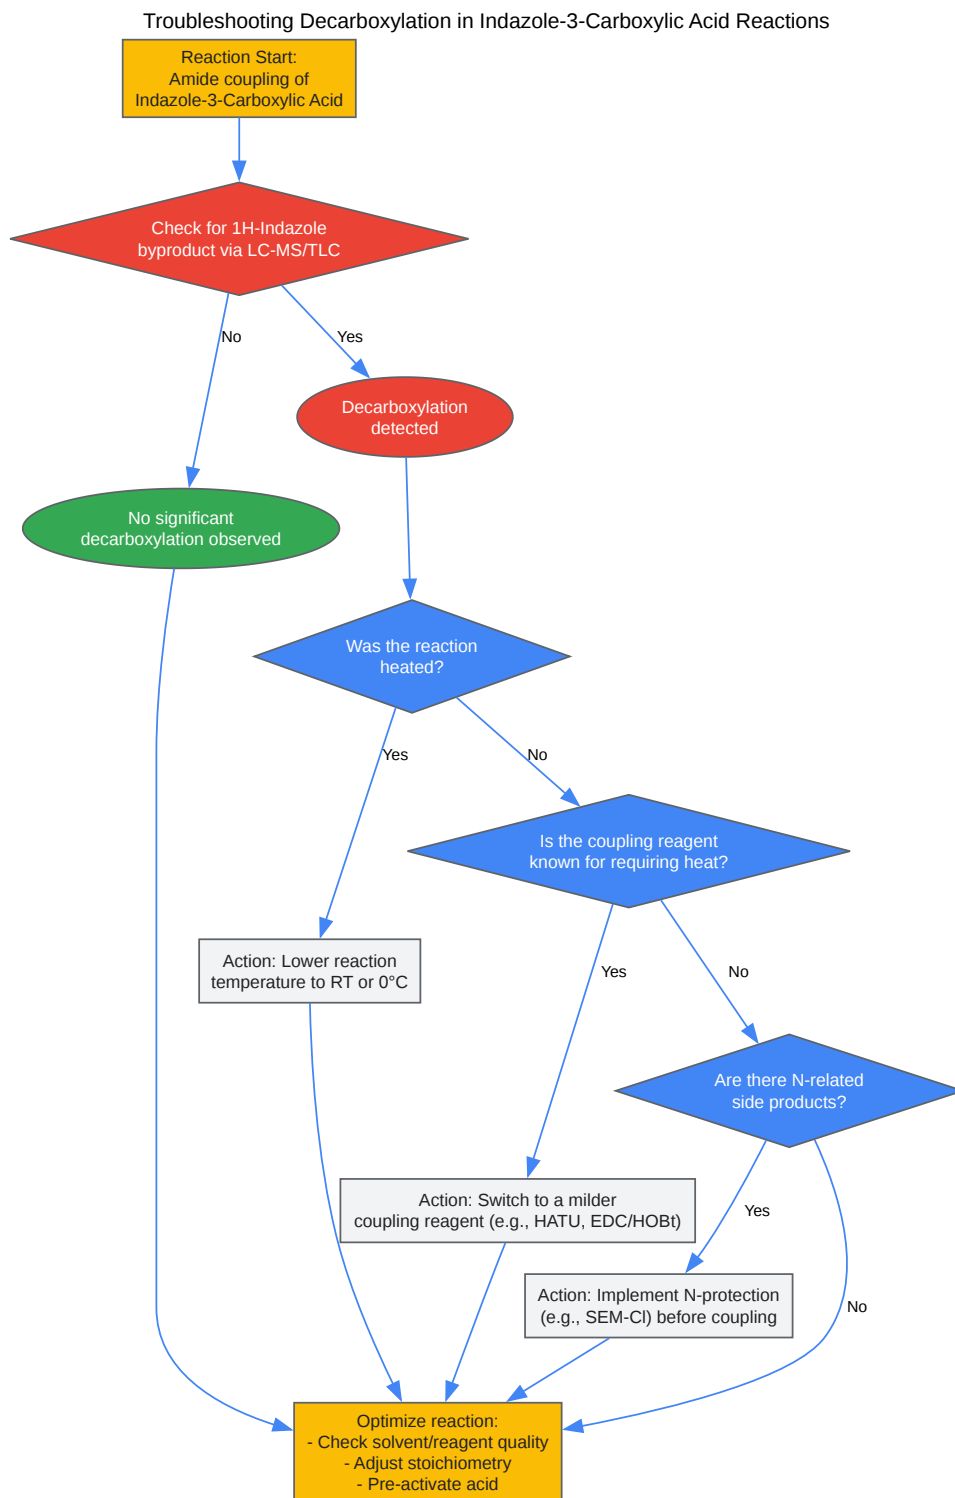 Troubleshooting Decarboxylation in Indazole-3-Carboxylic Acid Reactions
Reaction Start:
Amide coupling of
Indazole-3-Carboxylic Acid
Check for 1H-Indazole
byproduct via LC-MS/TLC
No
Yes
Decarboxylation
detected
No significant
decarboxylation observed
Was the reaction
heated?
Yes
No
Is the coupling reagent
known for requiring heat?
Action: Lower reaction
temperature to RT or 0°C
Yes
No
Are there N-related
side products?
Action: Switch to a milder
coupling reagent (e.g., HATU, EDC/HOBt)
Yes
Action: Implement N-protection
(e.g., SEM-Cl) before coupling
No
Optimize reaction:
- Check solvent/reagent quality
- Adjust stoichiometry
- Pre-activate acid